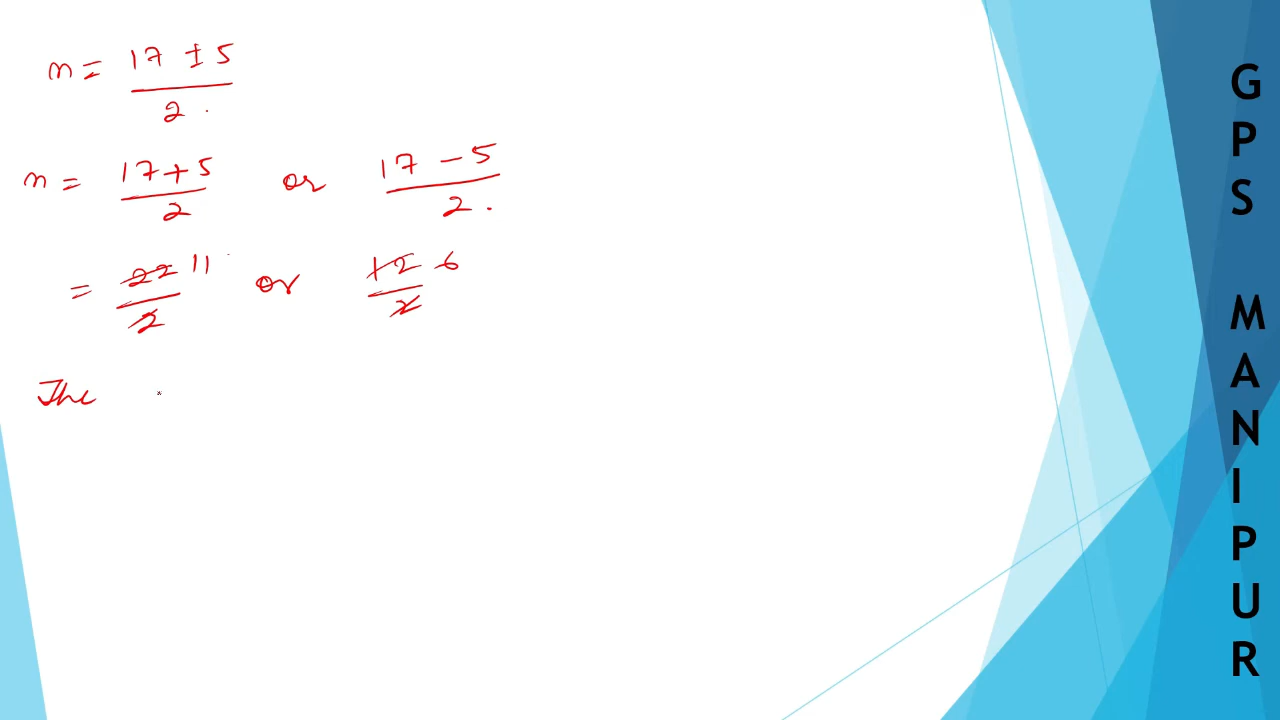 n = 17 ± 5 / 2 .
n = 17 + 5 / 2 or 17 - 5 / 2 .
= 22 / 2 11 or 12 / 2 6
The
GPS MANIPUR